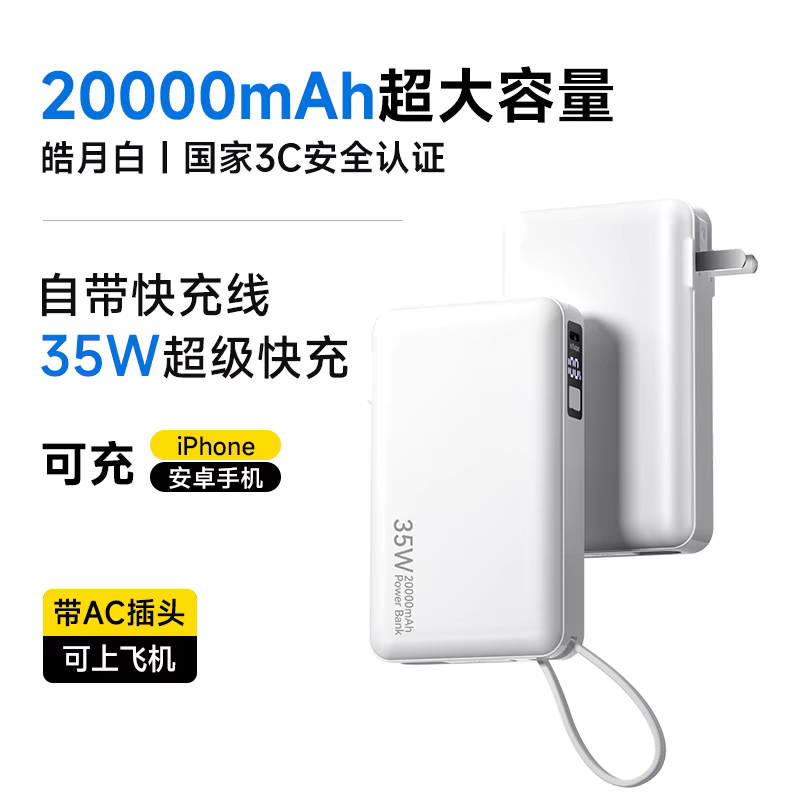 20000mAh超大容量
皓月白丨国家3C安全认证
自带快充线
35W超级快充
可充
iPhone
安卓手机
带AC插头
可上飞机
35W
20000mAh
Power Bank